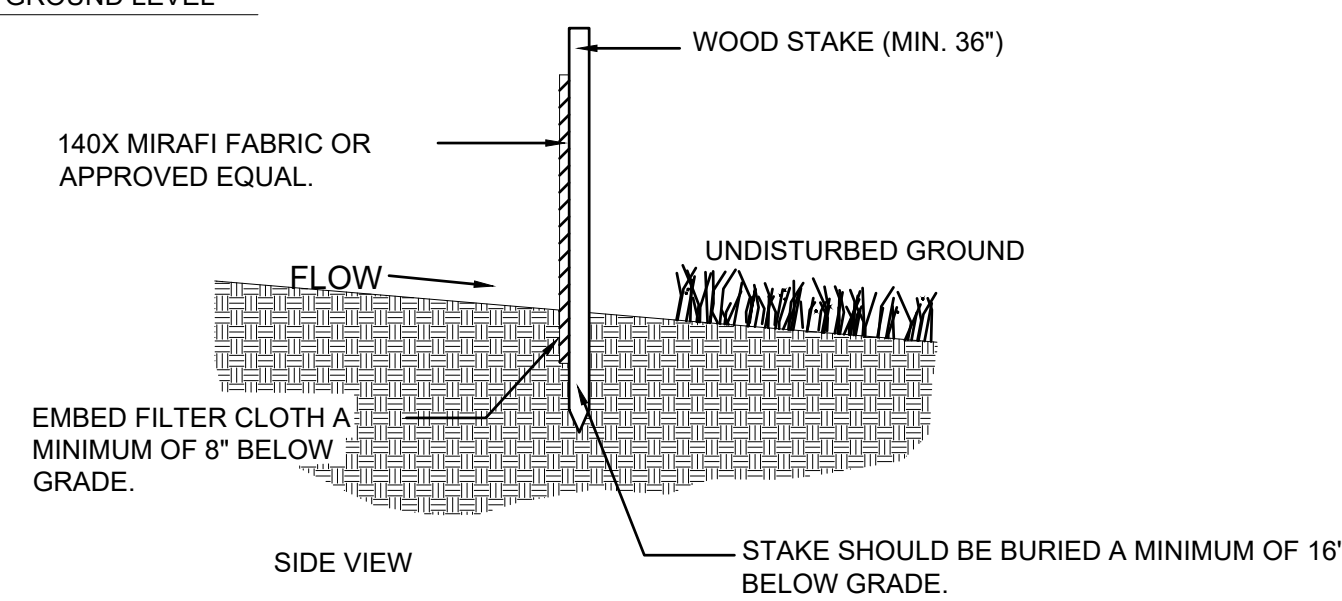 GROUND LEVEL
WOOD STAKE (MIN. 36")
140X MIRAFI FABRIC OR
APPROVED EQUAL.
UNDISTURBED GROUND
FLOW
EMBED FILTER CLOTH A
MINIMUM OF 8" BELOW
GRADE.
SIDE VIEW
STAKE SHOULD BE BURIED A MINIMUM OF 16"
BELOW GRADE.